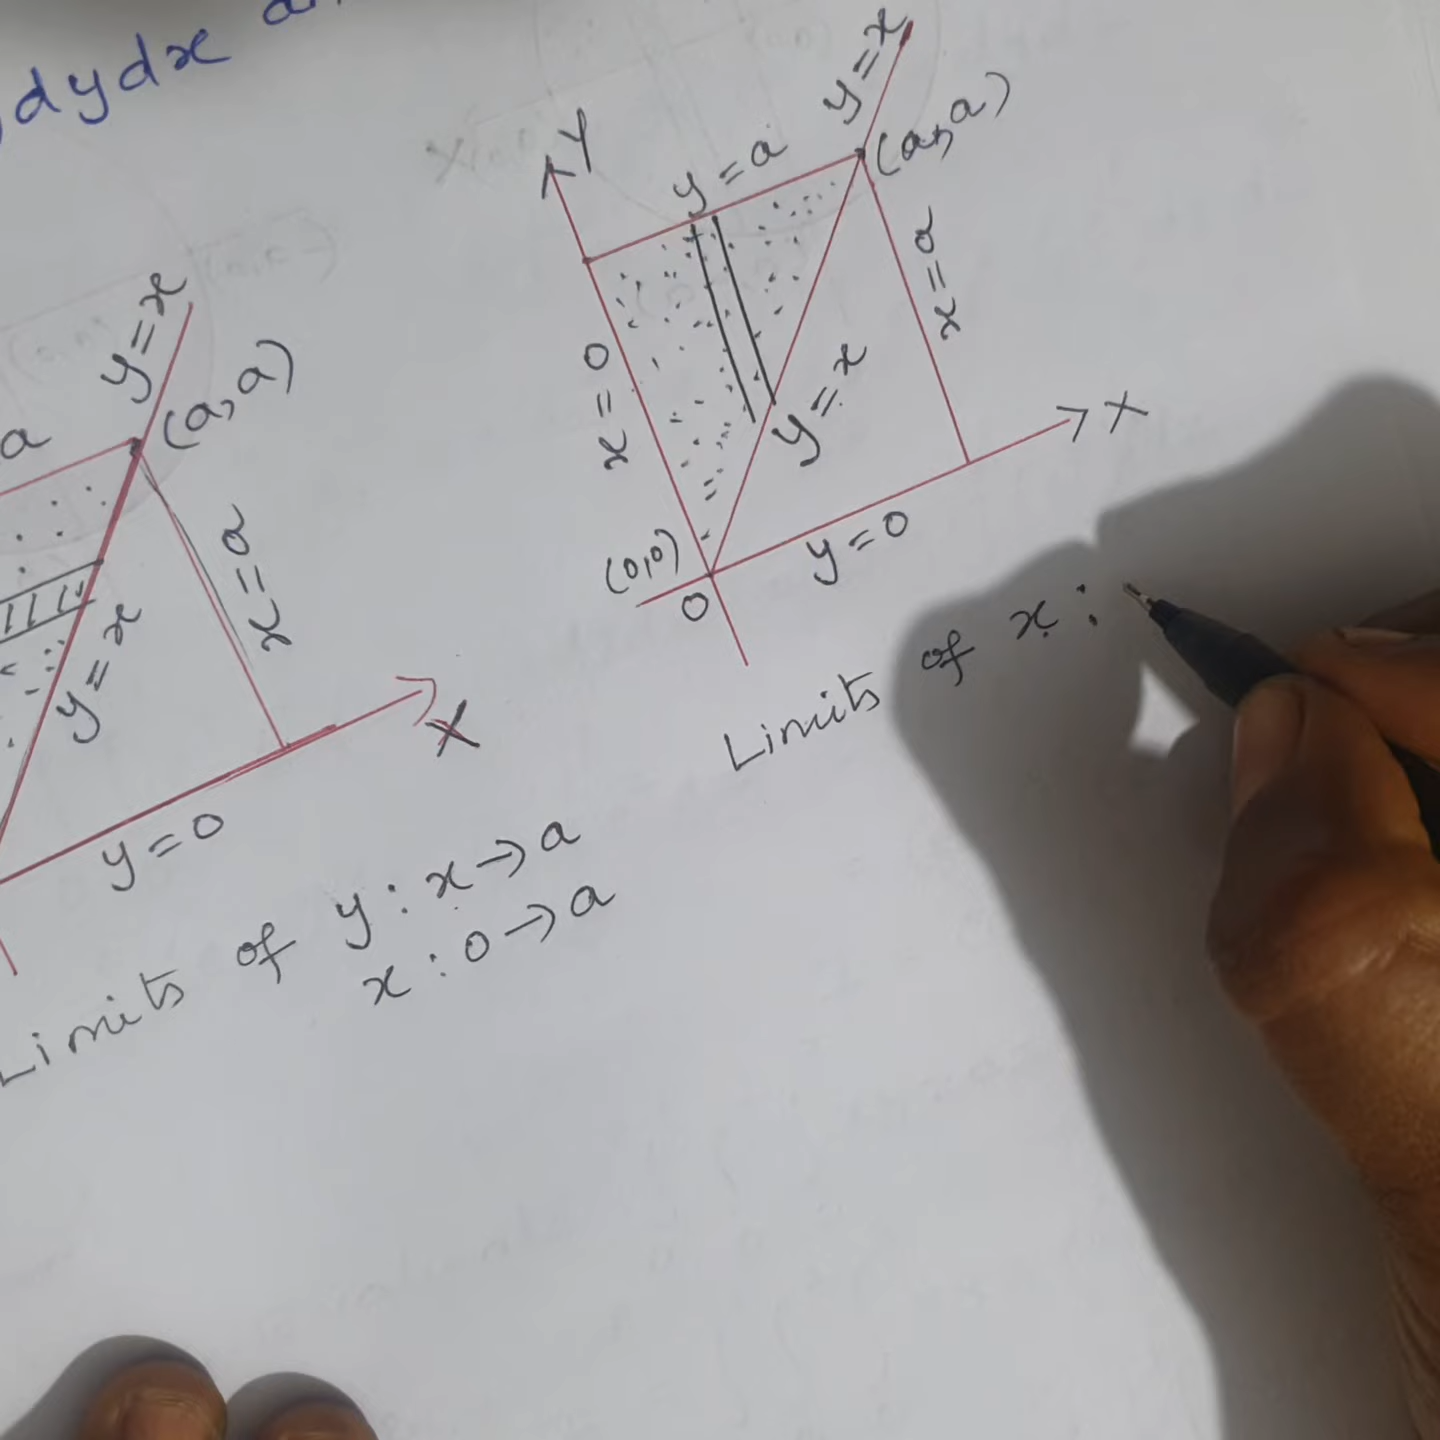 dydx
y=x
(a,a)
a
x=a
y=x
X
y=0
Limits of y : x→a
x : 0→a
Y
y=x
y=a
(a,a)
x=a
x=0
y=x
X
(0,0)
O
y=0
Limits of x :